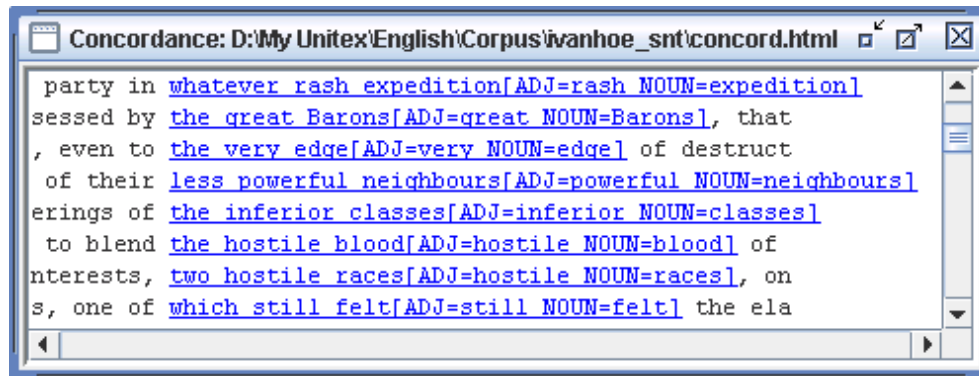 Concordance: D:\My Unitex\English\Corpus\ivanhoe_snt\concord.html
party in whatever rash expedition[ADJ=rash NOUN=expedition]
sessed by the great Barons[ADJ=great NOUN=Barons], that
, even to the very edge[ADJ=very NOUN=edge] of destruct
of their less powerful neighbours[ADJ=powerful NOUN=neighbours]
erings of the inferior classes[ADJ=inferior NOUN=classes]
to blend the hostile blood[ADJ=hostile NOUN=blood] of
nterests, two hostile races[ADJ=hostile NOUN=races], on
s, one of which still felt[ADJ=still NOUN=felt] the ela